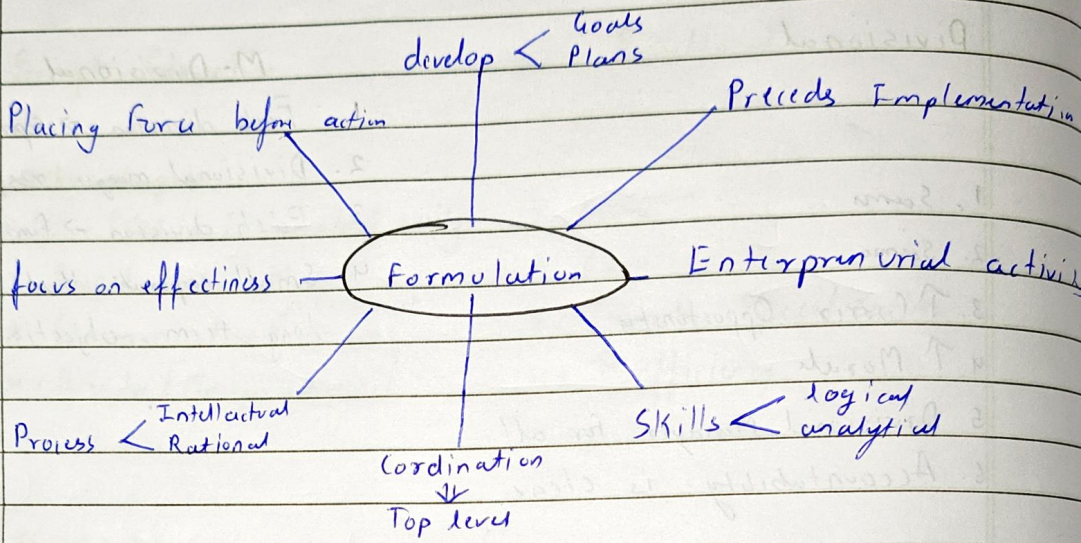 develop < Goals
Plans
Placing Force before action
Preceds Implementation
focus on effectiness
Formulation
Enterprenurial activi
Process < Intellectual
Rational
Skills < logical
analytical
Cordination
↓
Top level